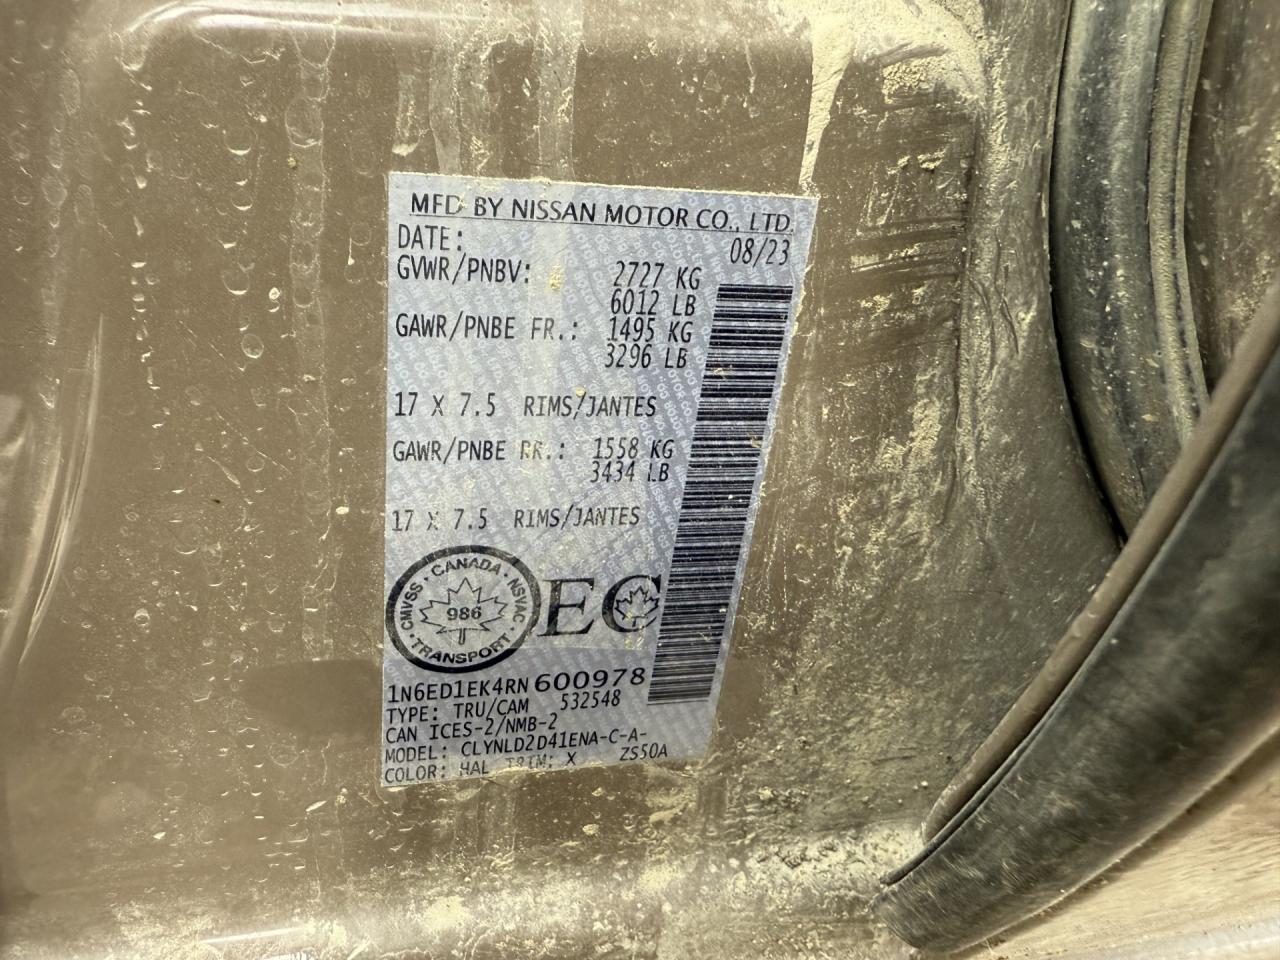 MFD BY NISSAN MOTOR CO., LTD.
DATE: 08/23
GVWR/PNBV: 2727 KG
6012 LB
GAWR/PNBE FR.: 1495 KG
3296 LB
17 X 7.5 RIMS/JANTES
GAWR/PNBE RR.: 1558 KG
3434 LB
17 X 7.5 RIMS/JANTES
CANADA · NSVAC · TRANSPORT · CMVSS ·
986
EC
1N6ED1EK4RN600978
TYPE: TRU/CAM 532548
CAN ICES-2/NMB-2
MODEL: CLYNLD2D41ENA-C-A-
COLOR: HAL TRIM: X ZS50A